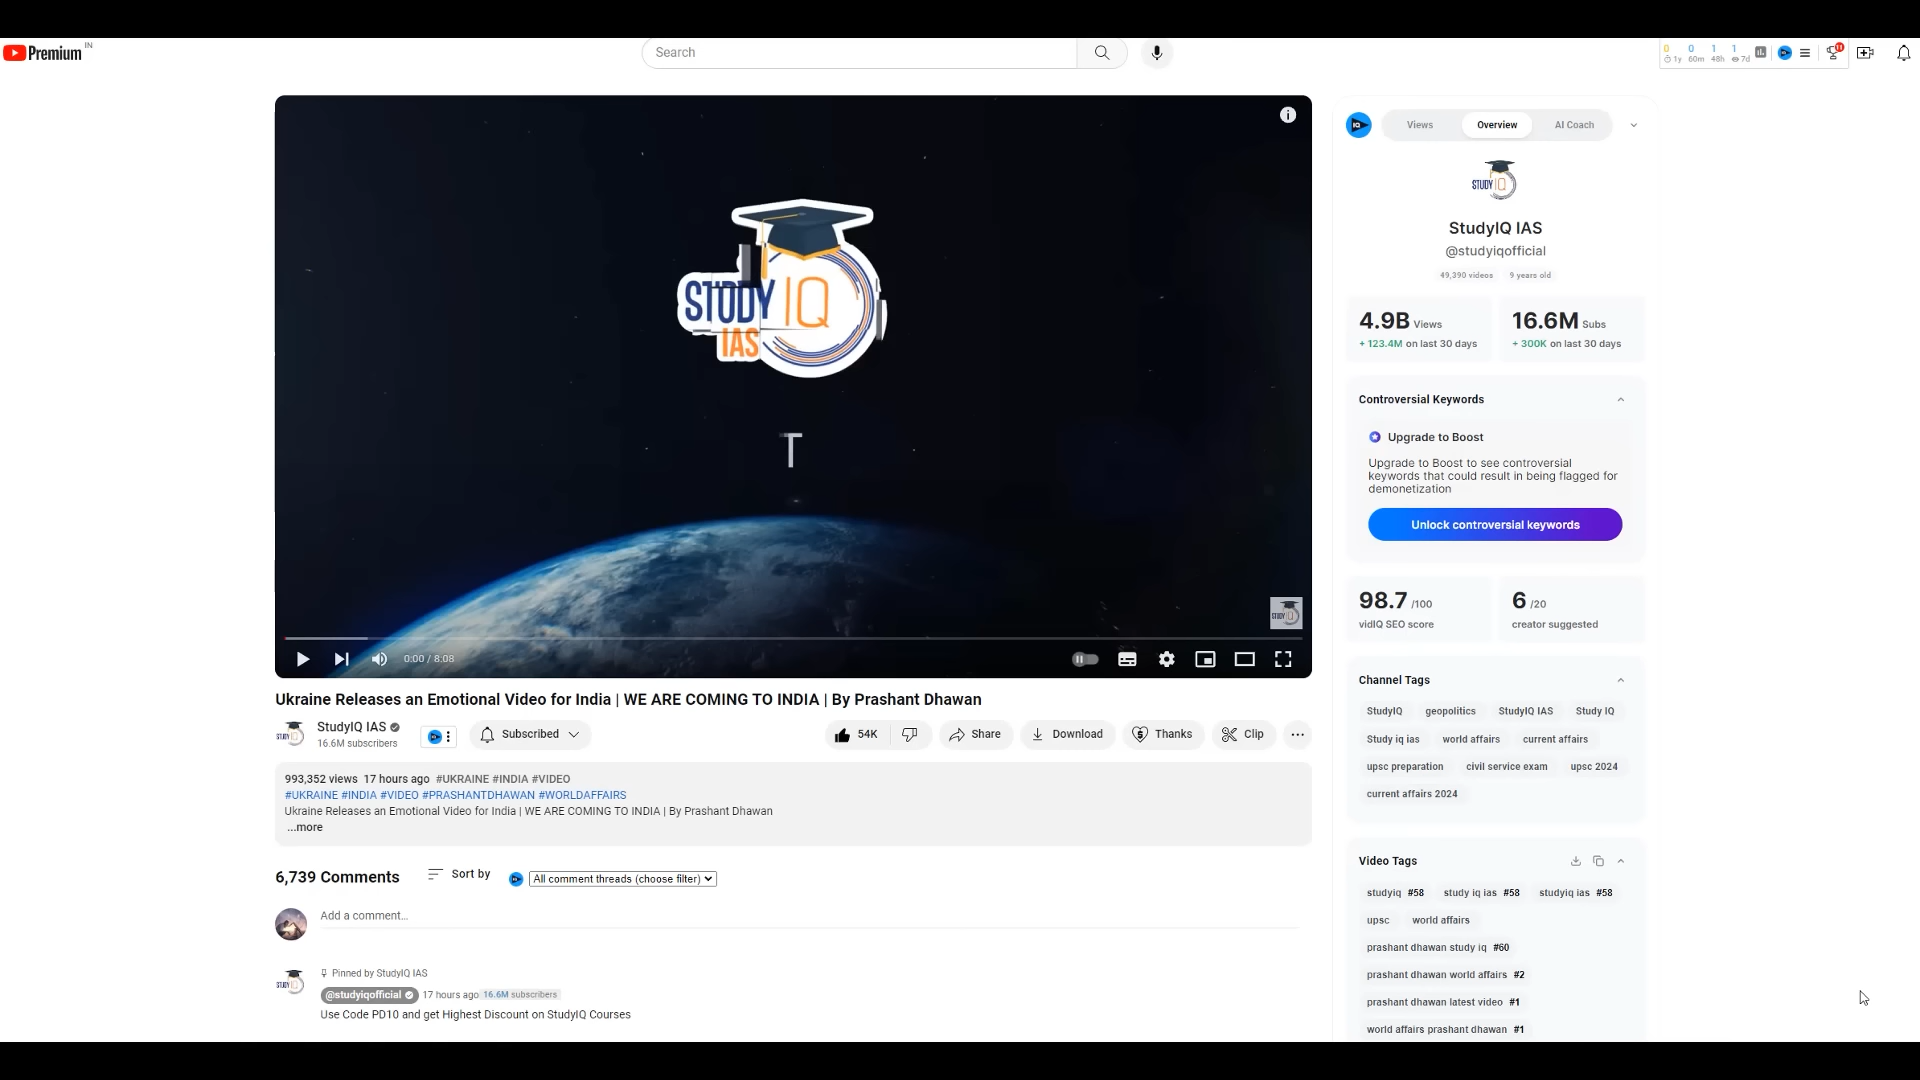 Premium IN
Search
0 0 1 1
1y 60m 48h 7d
11
STUDY IQ
IAS
T
0:00 / 8:08
Ukraine Releases an Emotional Video for India | WE ARE COMING TO INDIA | By Prashant Dhawan
StudyIQ IAS
16.6M subscribers
Subscribed
54K
Share
Download
Thanks
Clip
993,352 views 17 hours ago #UKRAINE #INDIA #VIDEO
#UKRAINE #INDIA #VIDEO #PRASHANTDHAWAN #WORLDAFFAIRS
Ukraine Releases an Emotional Video for India | WE ARE COMING TO INDIA | By Prashant Dhawan
...more
6,739 Comments
Sort by
All comment threads (choose filter)
Add a comment...
Pinned by StudyIQ IAS
@studyiqofficial 17 hours ago 16.6M subscribers
Use Code PD10 and get Highest Discount on StudyIQ Courses
Views Overview AI Coach
STUDY IQ
StudyIQ IAS
@studyiqofficial
49,390 videos 9 years old
4.9B Views
+ 123.4M on last 30 days
16.6M Subs
+ 300K on last 30 days
Controversial Keywords
Upgrade to Boost
Upgrade to Boost to see controversial
keywords that could result in being flagged for
demonetization
Unlock controversial keywords
98.7 /100
vidIQ SEO score
6 /20
creator suggested
Channel Tags
StudyIQ geopolitics StudyIQ IAS Study IQ
Study iq ias world affairs current affairs
upsc preparation civil service exam upsc 2024
current affairs 2024
Video Tags
studyiq #58 study iq ias #58 studyiq ias #58
upsc world affairs
prashant dhawan study iq #60
prashant dhawan world affairs #2
prashant dhawan latest video #1
world affairs prashant dhawan #1